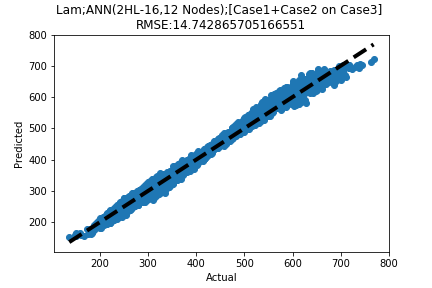 Lam;ANN(2HL-16,12 Nodes);[Case1+Case2 on Case3]
RMSE:14.742865705166551
800
700
600
500
400
300
200
Predicted
200 300 400 500 600 700 800
Actual